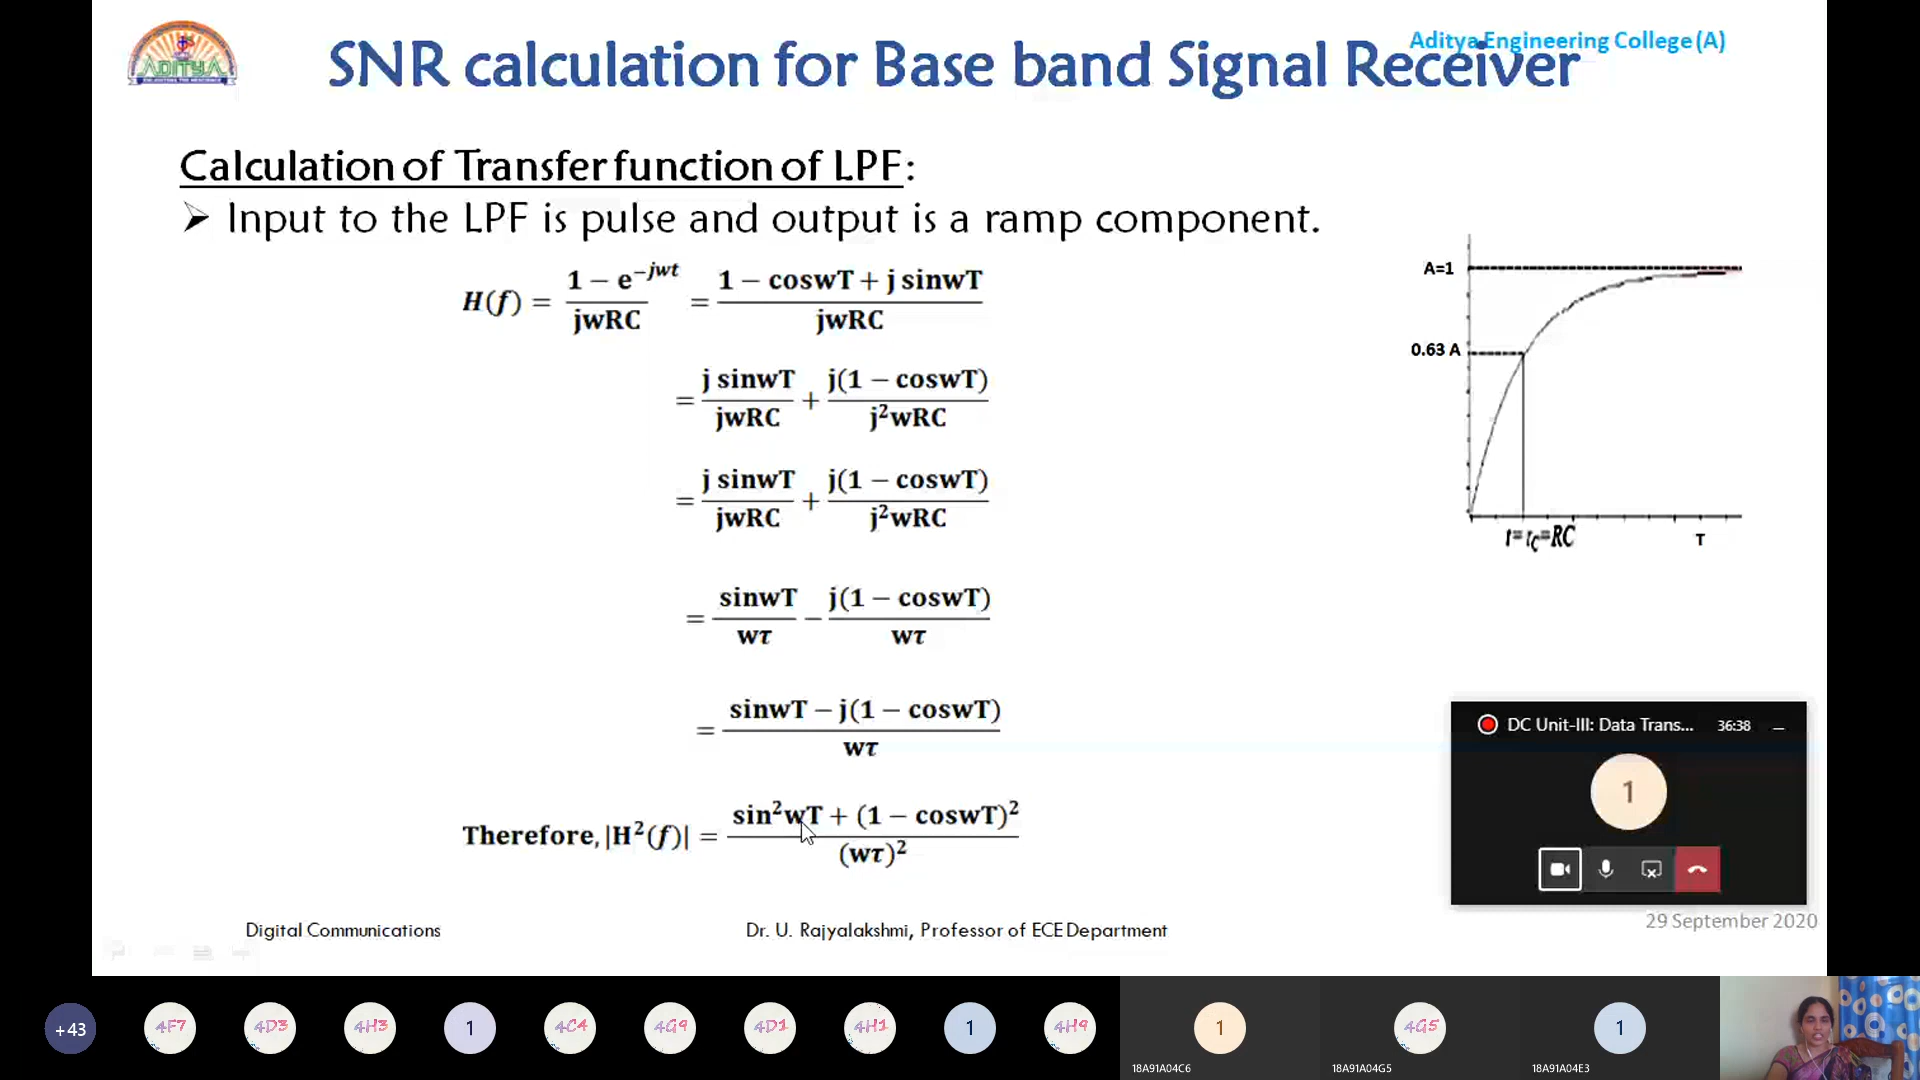 ADITYA
SNR calculation for Base band Signal Receiver
Aditya Engineering College (A)
Calculation of Transfer function of LPF:
➤ Input to the LPF is pulse and output is a ramp component.
H(f) = (1 − e^−jwt)/(jwRC) = (1 − coswT + j sinwT)/(jwRC)
= (j sinwT)/(jwRC) + (j(1 − coswT))/(j²wRC)
= (j sinwT)/(jwRC) + (j(1 − coswT))/(j²wRC)
= (sinwT)/(wτ) − (j(1 − coswT))/(wτ)
= (sinwT − j(1 − coswT))/(wτ)
Therefore, |H²(f)| = (sin²wT + (1 − coswT)²)/((wτ)²)
A=1
0.63 A
t=τc=RC
T
DC Unit-III: Data Trans... 36:38
1
Digital Communications
Dr. U. Rajyalakshmi, Professor of ECE Department
29 September 2020
+43 4F7 4D3 4H3 1 4C4 4G9 4D1 4H1 1 4H9 1 4G5 1
18A91A04C6 18A91A04G5 18A91A04E3